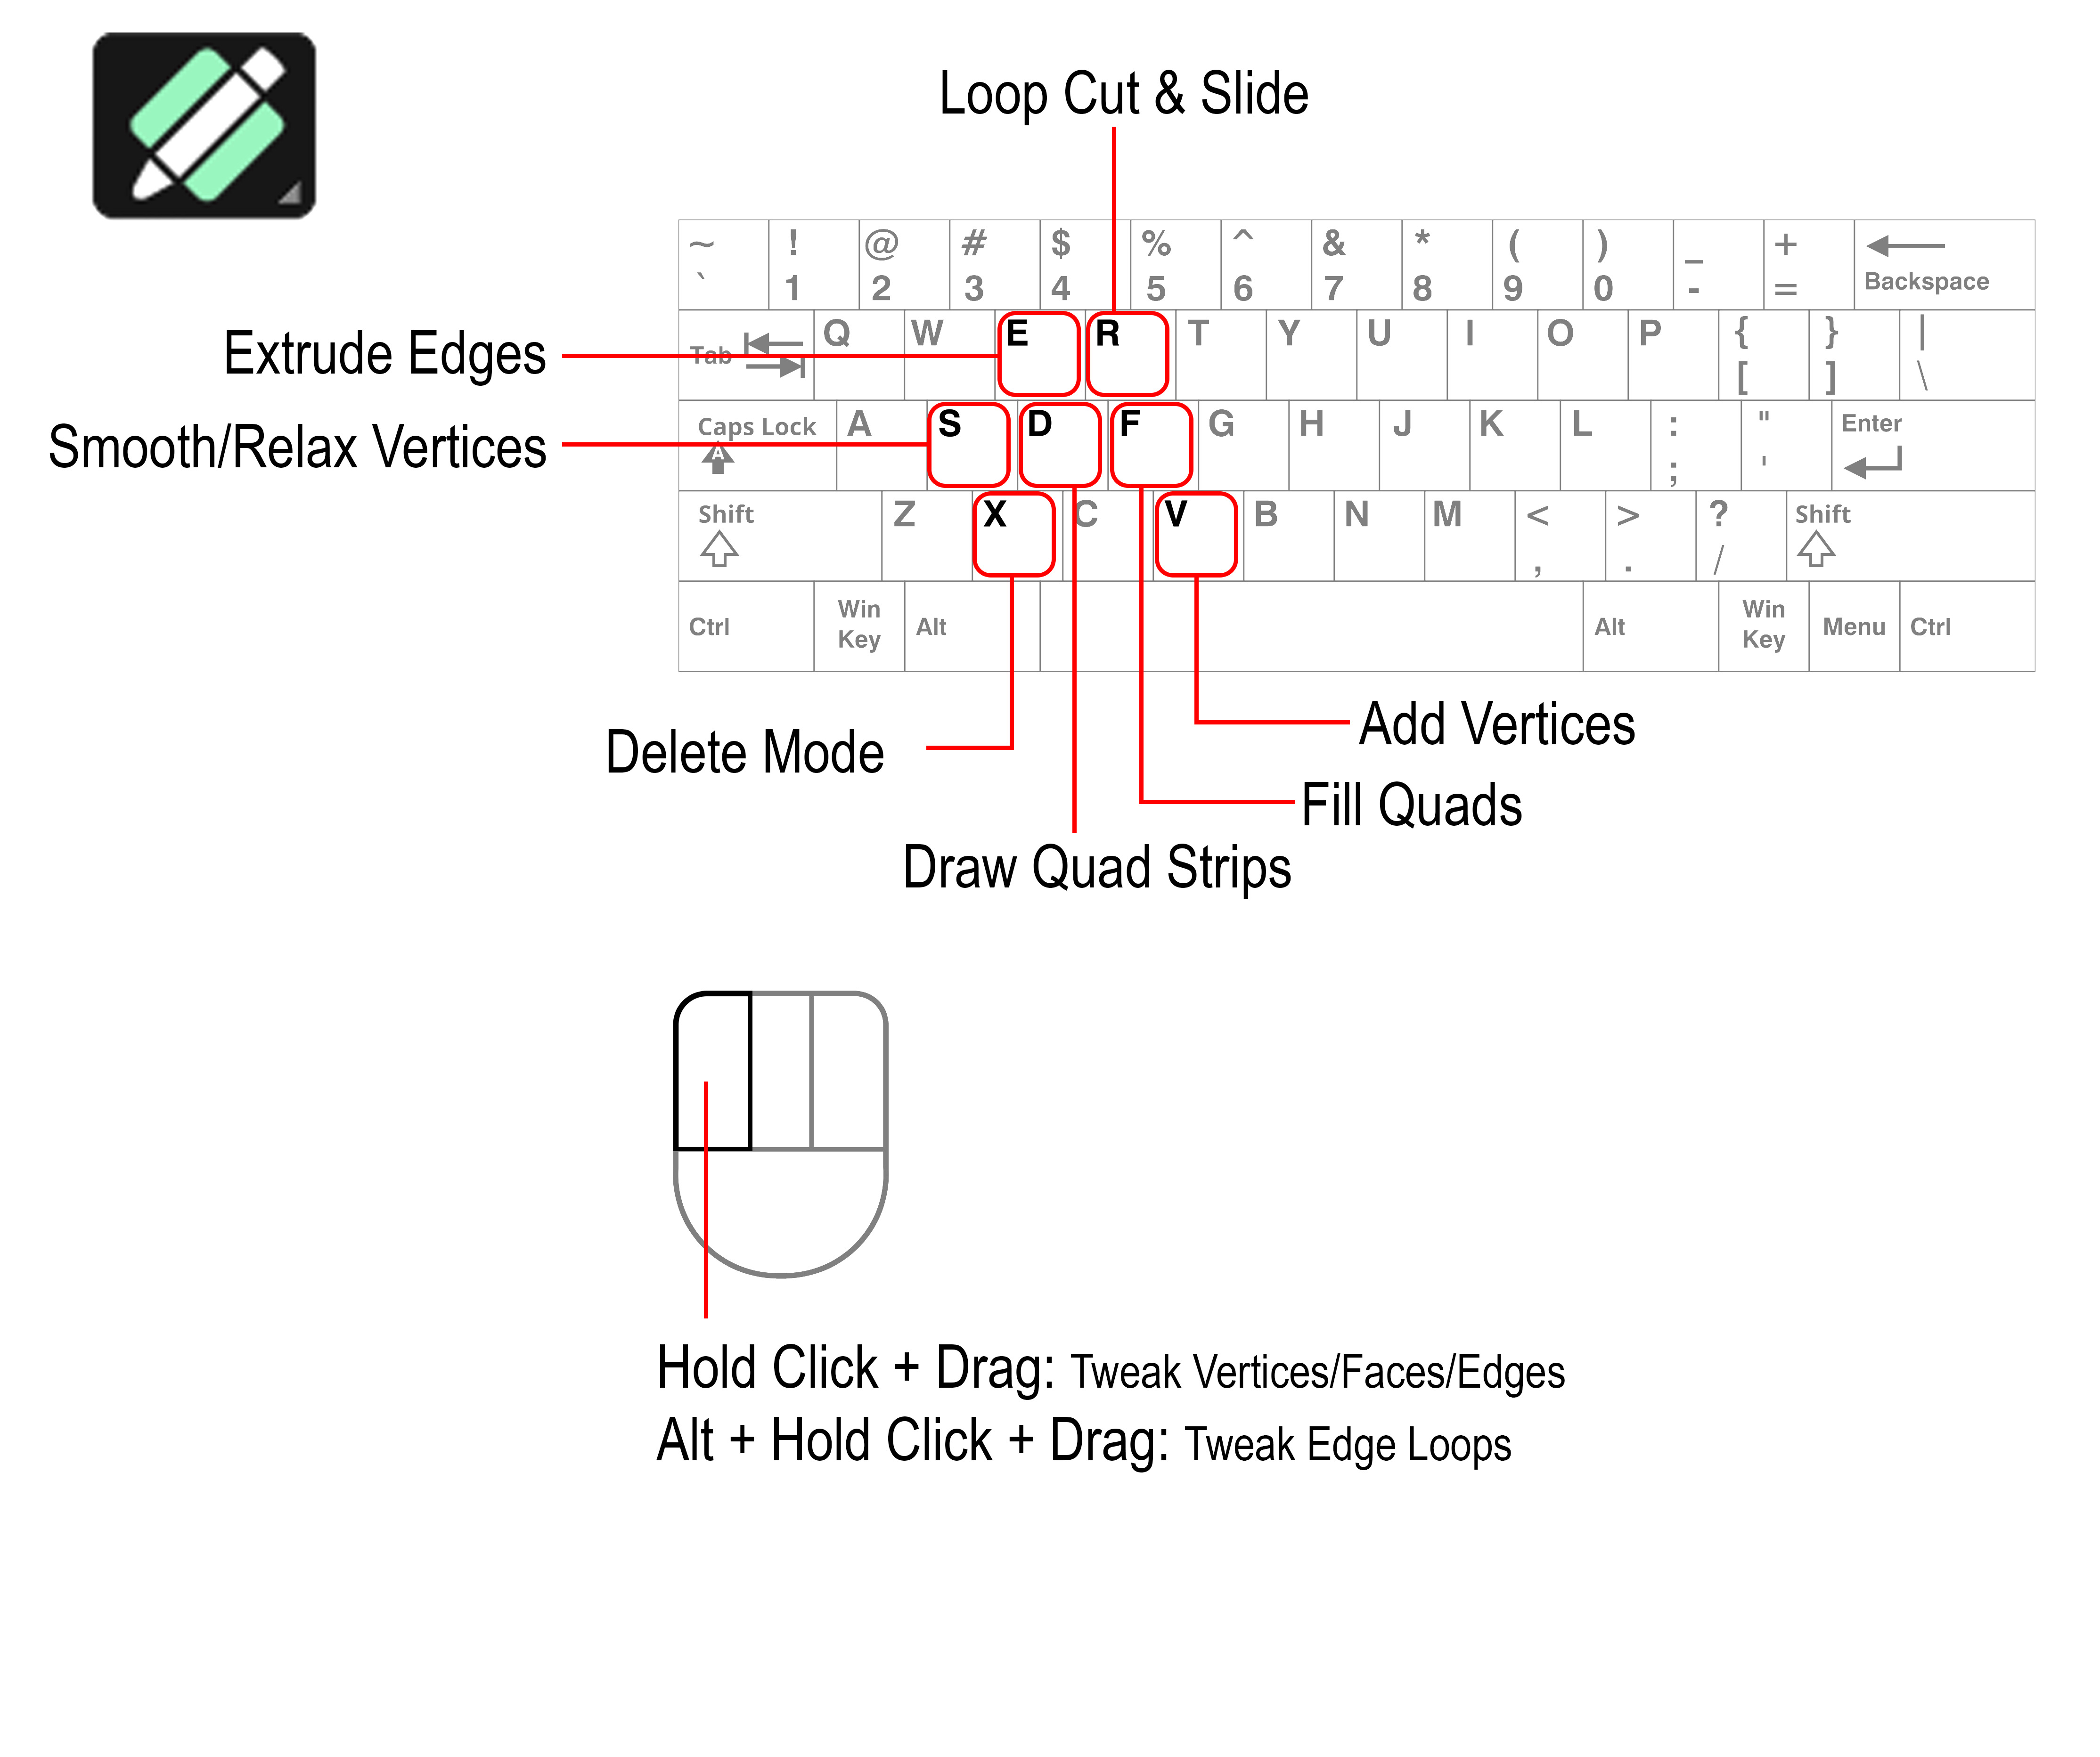 Loop Cut & Slide
~ ! @ # $ % ^ & * ( ) _ +
` 1 2 3 4 5 6 7 8 9 0 - = Backspace
Extrude Edges
Tab Q W E R T Y U I O P { } |
[ ] \
Smooth/Relax Vertices
Caps Lock A S D F G H J K L : " Enter
A ; '
Shift Z X C V B N M < > ? Shift
, . /
Ctrl Win Key Alt Alt Win Key Menu Ctrl
Add Vertices
Delete Mode
Fill Quads
Draw Quad Strips
Hold Click + Drag: Tweak Vertices/Faces/Edges
Alt + Hold Click + Drag: Tweak Edge Loops